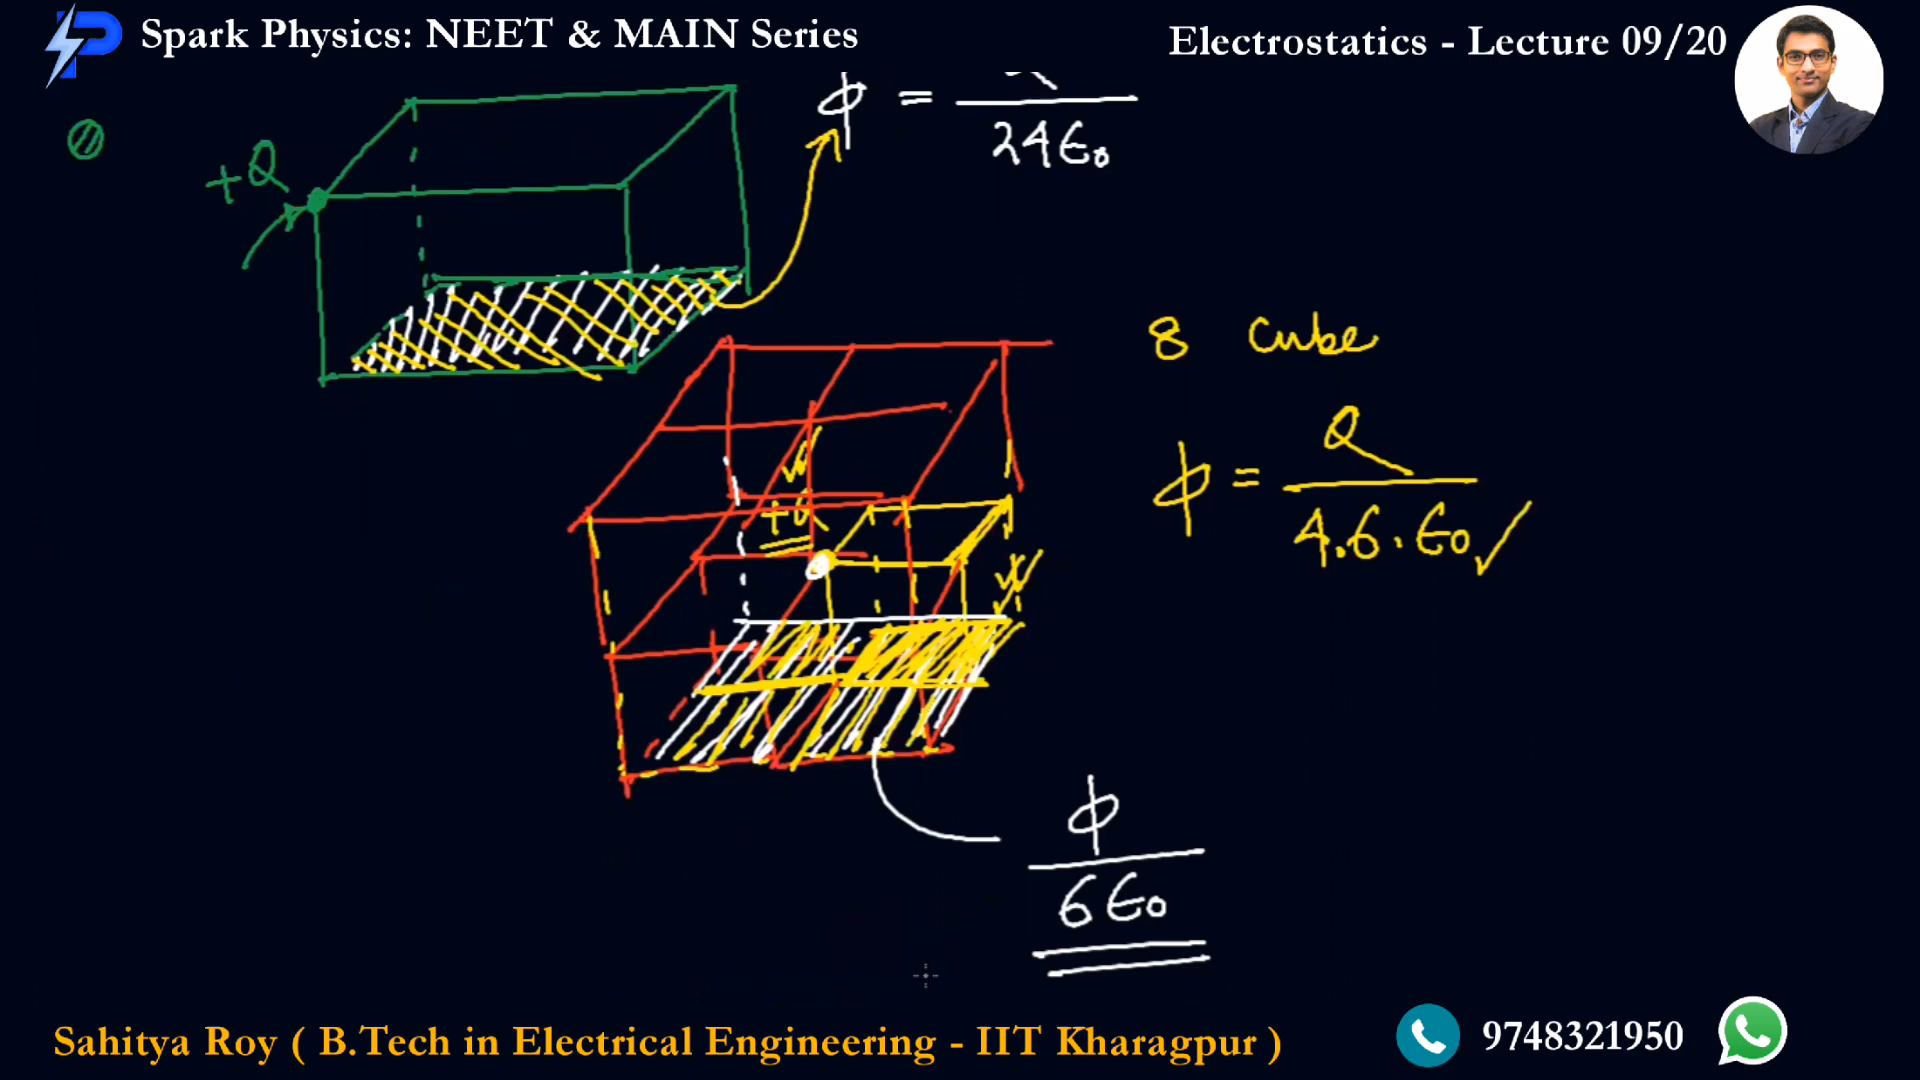 Spark Physics: NEET & MAIN Series
Electrostatics - Lecture 09/20
ϕ = 
24ϵ₀
+Q
8 Cube
ϕ = Q
4.6.ϵ₀ ✓
+Q
ϕ
6ϵ₀
Sahitya Roy ( B.Tech in Electrical Engineering - IIT Kharagpur )
9748321950